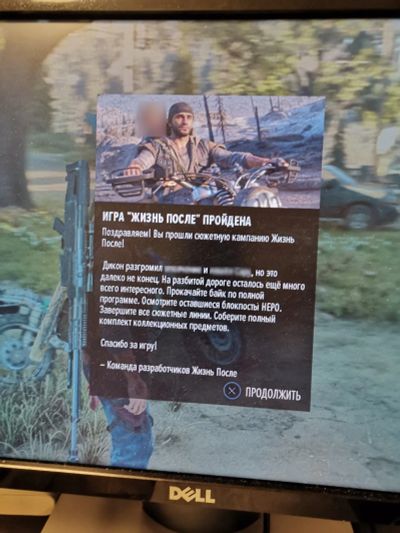 ИГРА "ЖИЗНЬ ПОСЛЕ" ПРОЙДЕНА
Поздравляем! Вы прошли сюжетную кампанию Жизнь
После!
Дикон разгромил и , но это
далеко не конец. На разбитой дороге осталось ещё много
всего интересного. Прокачайте байк по полной
программе. Осмотрите оставшиеся блокпосты НЕРО.
Завершите все сюжетные линии. Соберите полный
комплект коллекционных предметов.
Спасибо за игру!
– Команда разработчиков Жизнь После
ПРОДОЛЖИТЬ
DELL